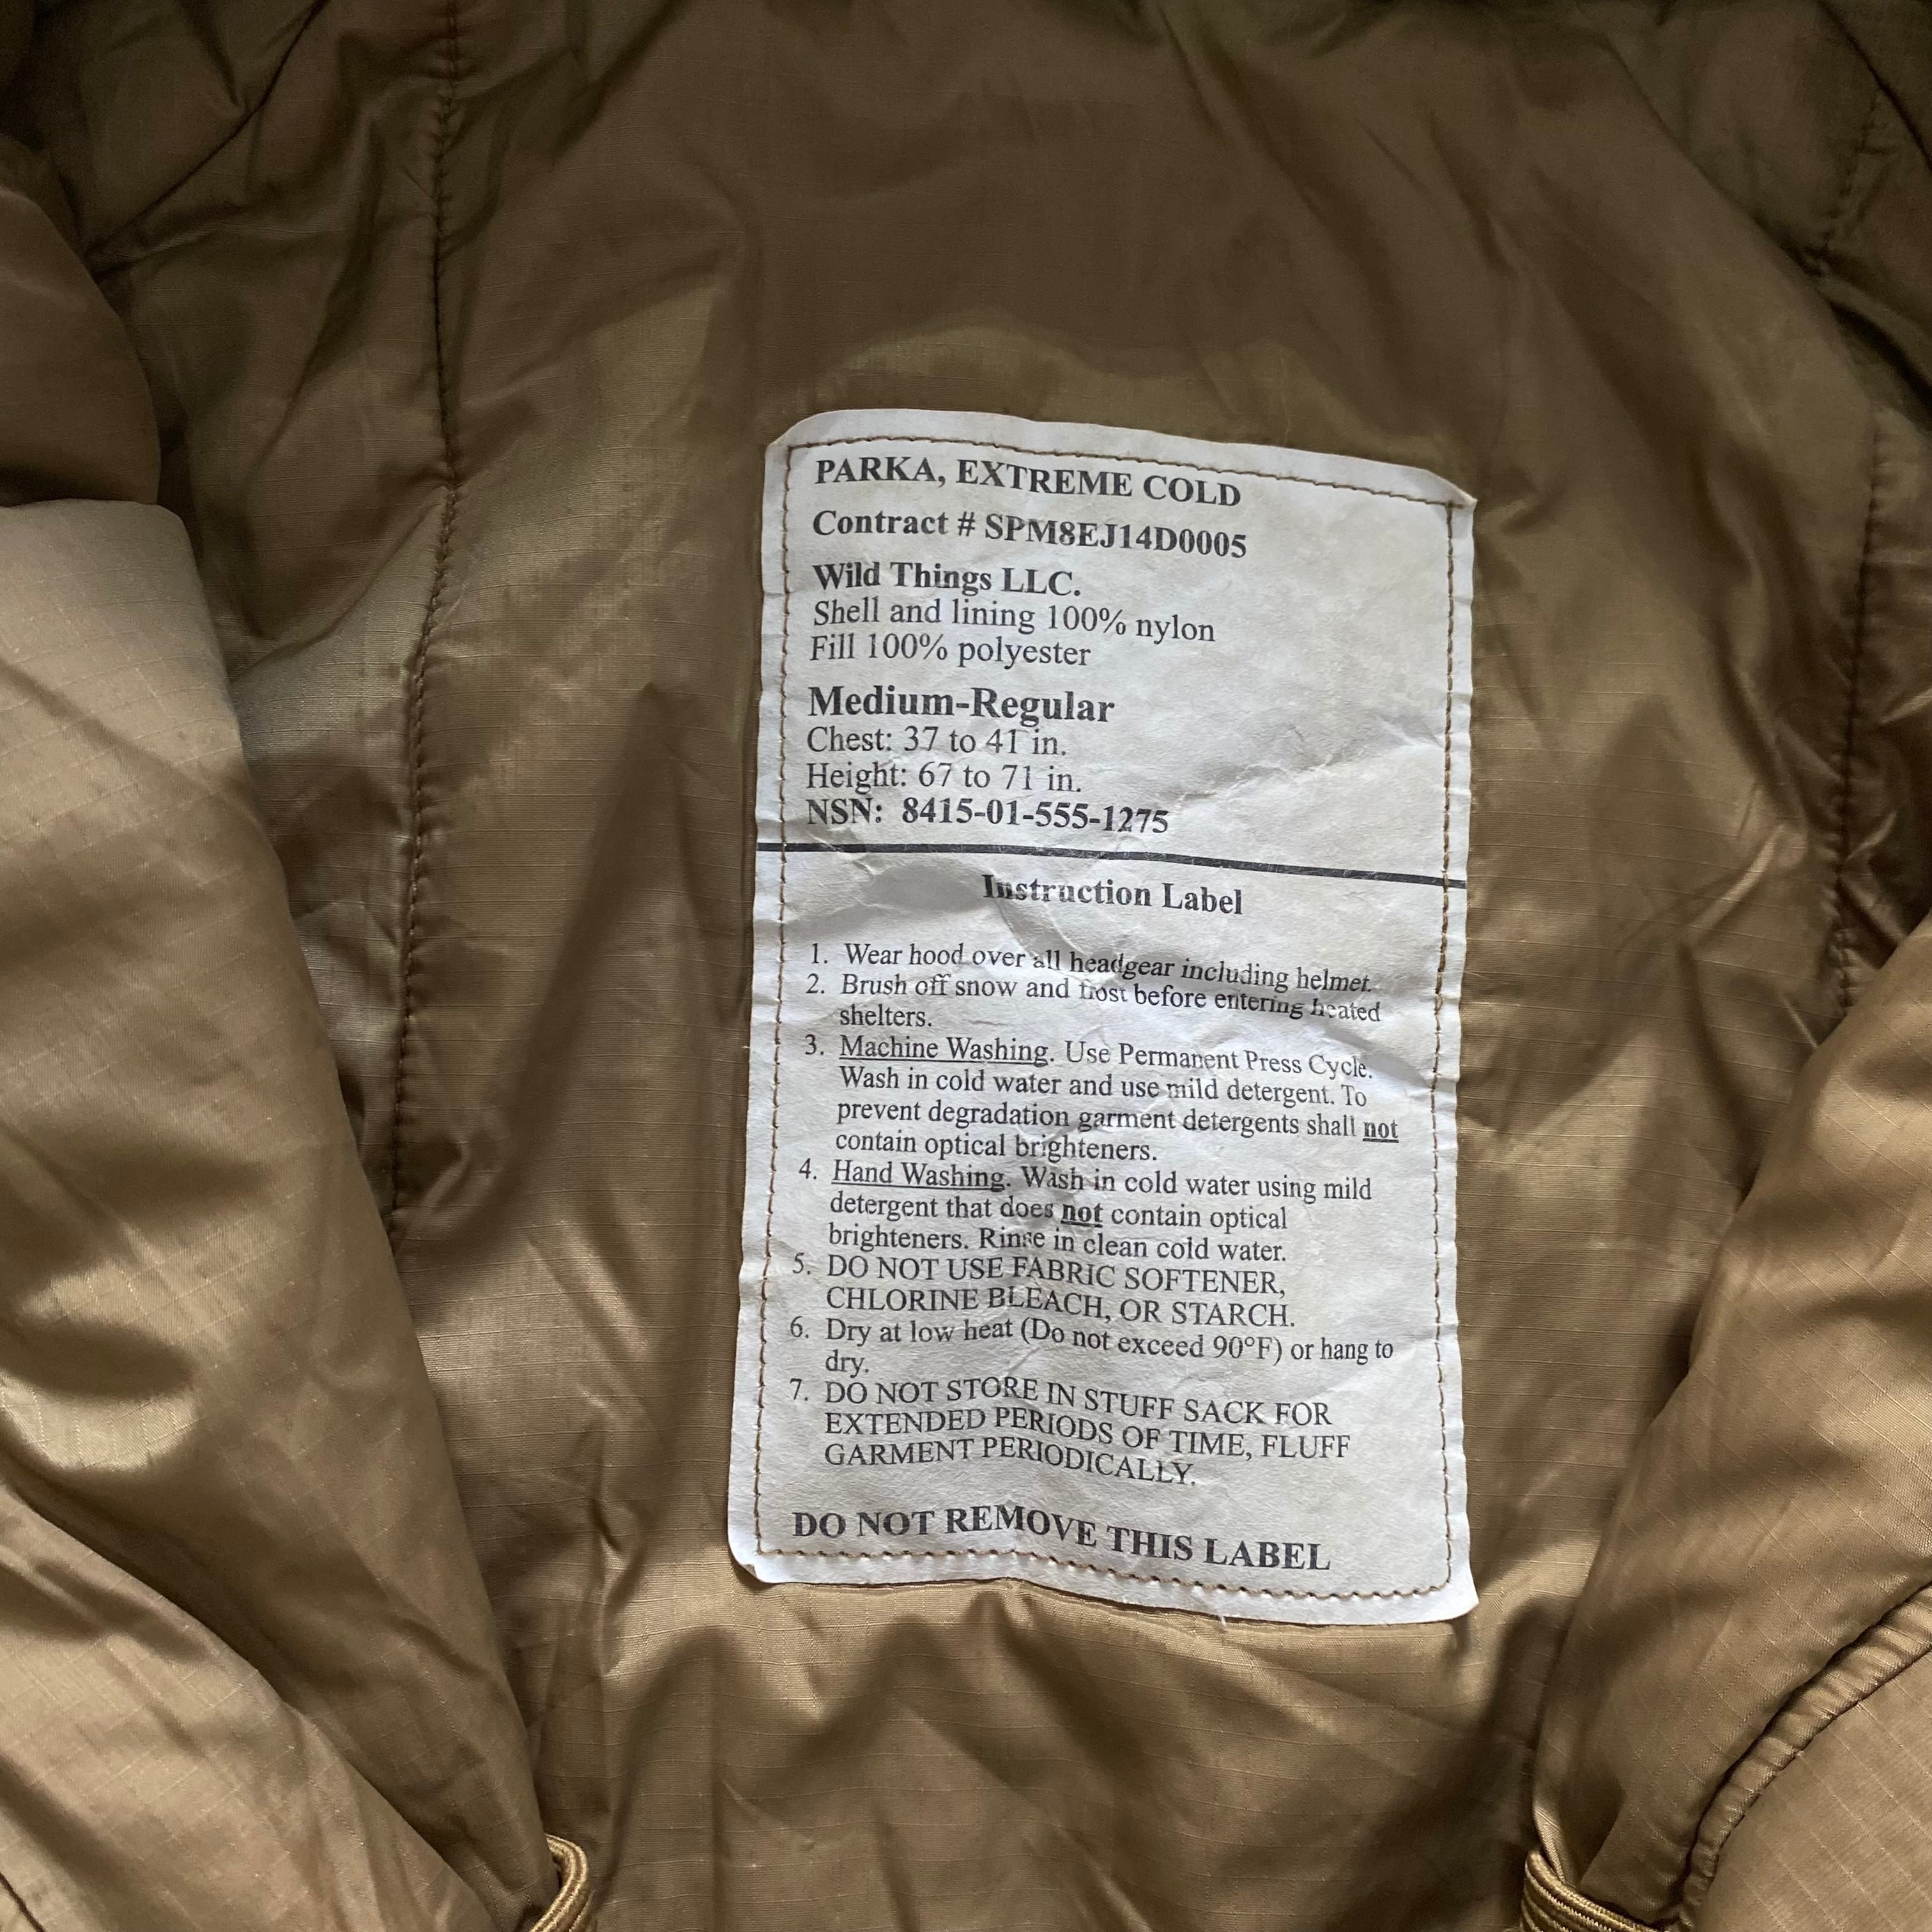 PARKA, EXTREME COLD
Contract # SPM8EJ14D0005
Wild Things LLC.
Shell and lining 100% nylon
Fill 100% polyester
Medium-Regular
Chest: 37 to 41 in.
Height: 67 to 71 in.
NSN: 8415-01-555-1275
Instruction Label
1. Wear hood over all headgear including helmet.
2. Brush off snow and frost before entering heated
shelters.
3. Machine Washing. Use Permanent Press Cycle.
Wash in cold water and use mild detergent. To
prevent degradation garment detergents shall not
contain optical brighteners.
4. Hand Washing. Wash in cold water using mild
detergent that does not contain optical
brighteners. Rinse in clean cold water.
5. DO NOT USE FABRIC SOFTENER,
CHLORINE BLEACH, OR STARCH.
6. Dry at low heat (Do not exceed 90°F) or hang to
dry.
7. DO NOT STORE IN STUFF SACK FOR
EXTENDED PERIODS OF TIME, FLUFF
GARMENT PERIODICALLY.
DO NOT REMOVE THIS LABEL